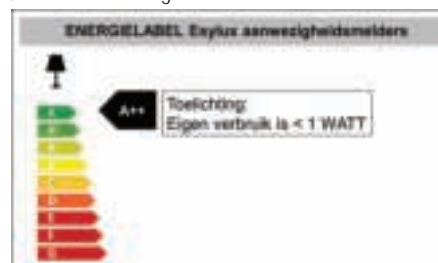 ENERGIELABEL Esylux aanwezigheidsmelders
A++
Toelichting:
Eigen verbruik is < 1 WATT
D
G